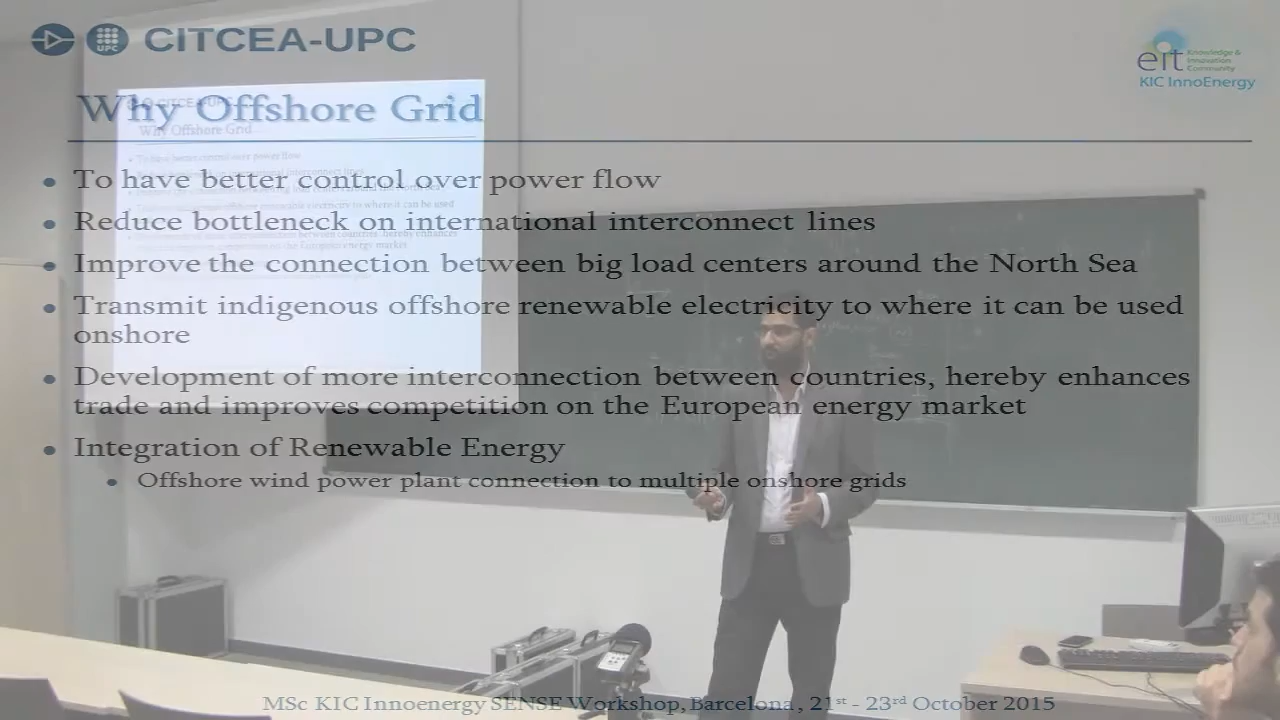 CITCEA-UPC
UPC
eit Knowledge &
Innovation
Community
KIC InnoEnergy
Why Offshore Grid
Why Offshore Grid
• To have better control over power flow
• Reduce bottleneck on international interconnect lines
• Improve the connection between big load centers around the North Sea
• Transmit indigenous offshore renewable electricity to where it can be used
onshore
• Development of more interconnection between countries, hereby enhances
trade and improves competition on the European energy market
• Integration of Renewable Energy
• Offshore wind power plant connection to multiple onshore grids
MSc KIC Innoenergy SENSE Workshop, Barcelona, 21st - 23rd October 2015